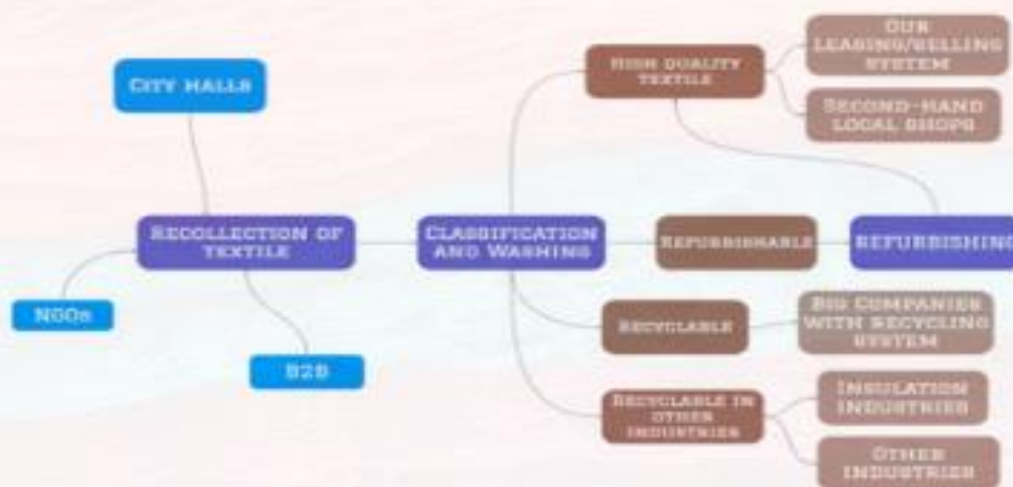 CITY HALLS
RECOLLECTION OF
TEXTILE
NGOs
B2B
CLASSIFICATION
AND WASHING
HIGH QUALITY
TEXTILE
OUR
LEASING/SELLING
SYSTEM
SECOND-HAND
LOCAL SHOPS
REFURBISHABLE
REFURBISHING
RECYCLABLE
BIG COMPANIES
WITH RECYCLING
SYSTEM
RECYCLABLE IN
OTHER
INDUSTRIES
INSULATION
INDUSTRIES
OTHER
INDUSTRIES